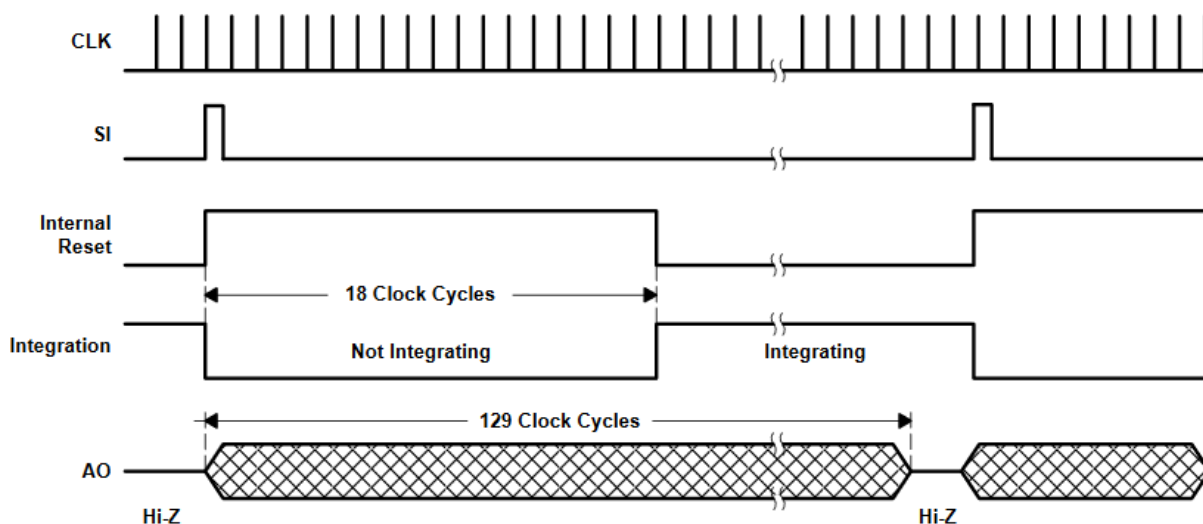 CLK
SI
Internal
Reset
18 Clock Cycles
Integration
Not Integrating
Integrating
129 Clock Cycles
AO
Hi-Z
Hi-Z